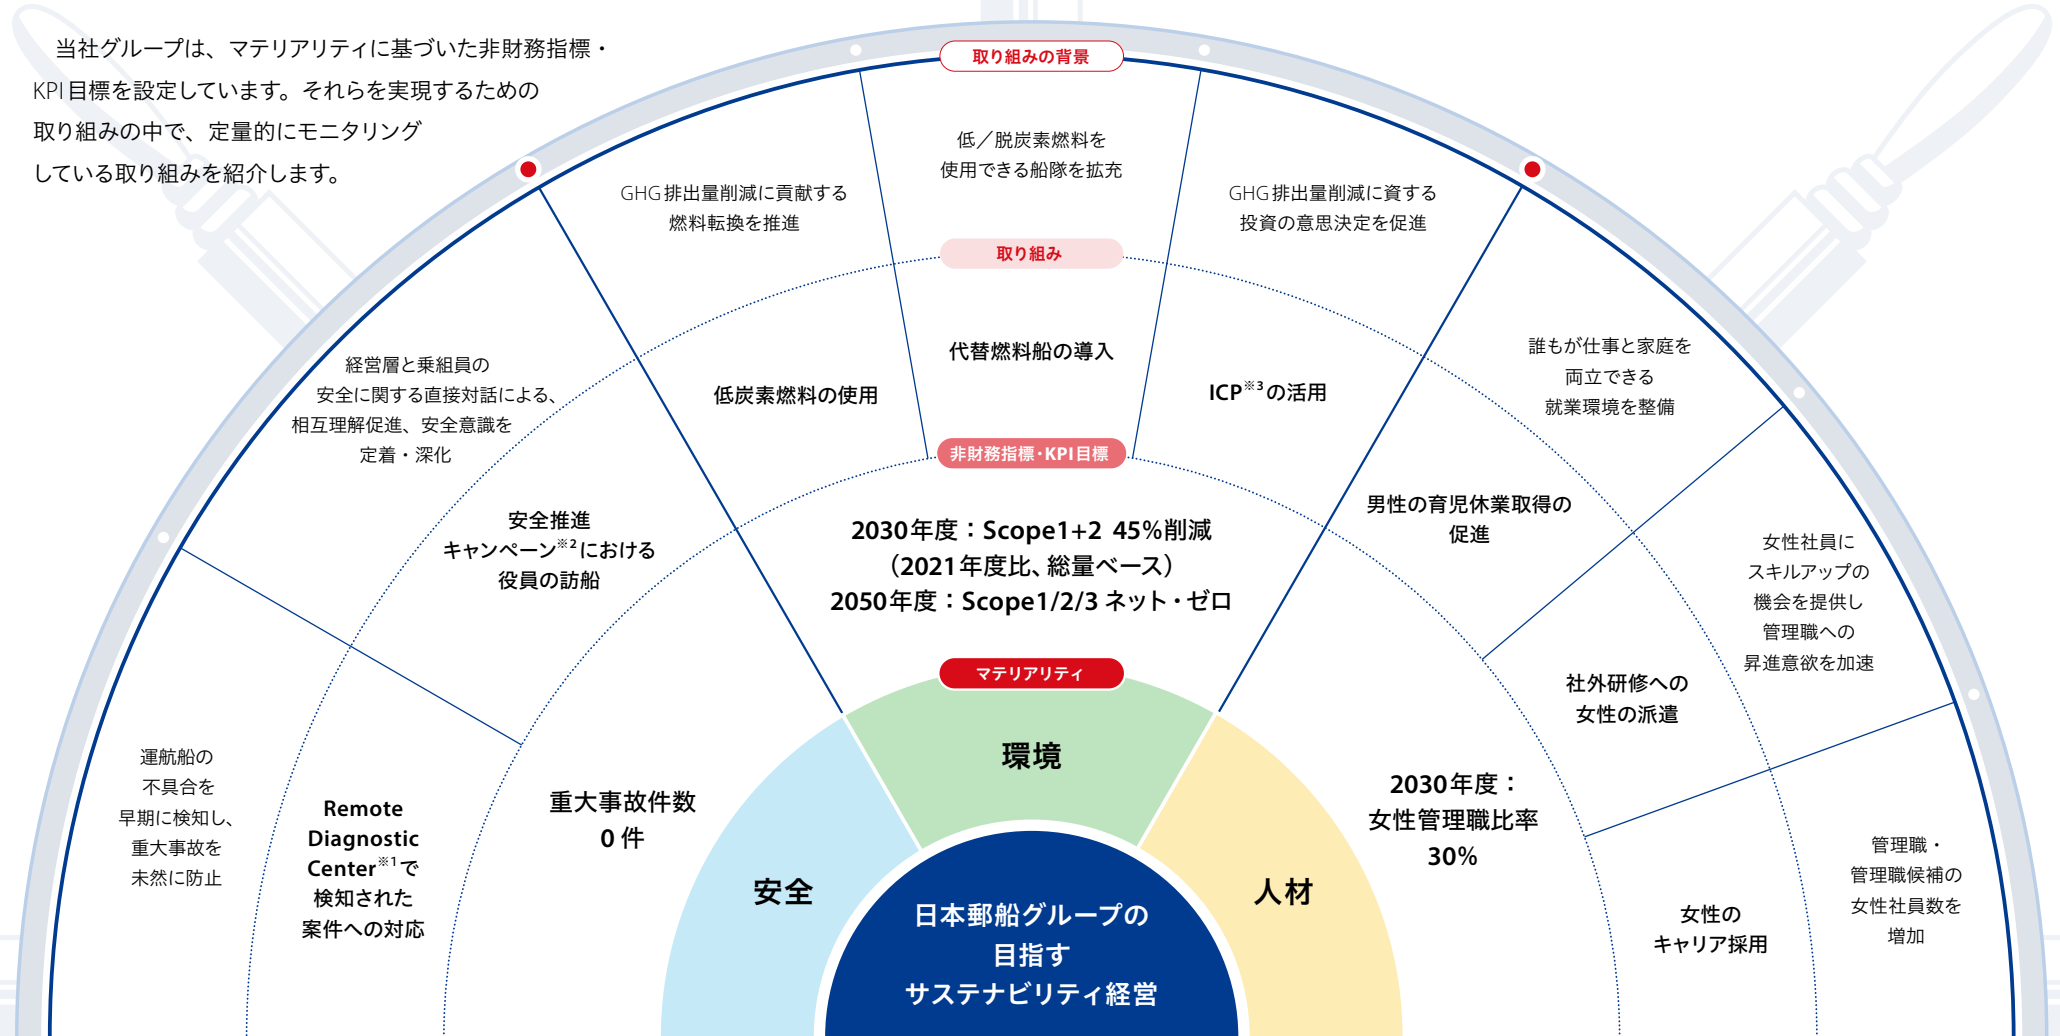 当社グループは、マテリアリティに基づいた非財務指標・
KPI目標を設定しています。それらを実現するための
取り組みの中で、定量的にモニタリング
している取り組みを紹介します。
取り組みの背景
低／脱炭素燃料を
使用できる船隊を拡充
GHG排出量削減に貢献する
燃料転換を推進
GHG排出量削減に資する
投資の意思決定を促進
経営層と乗組員の
安全に関する直接対話による、
相互理解促進、安全意識を
定着・深化
誰もが仕事と家庭を
両立できる
就業環境を整備
女性社員に
スキルアップの
機会を提供し
管理職への
昇進意欲を加速
運航船の
不具合を
早期に検知し、
重大事故を
未然に防止
管理職・
管理職候補の
女性社員数を
増加
取り組み
代替燃料船の導入
低炭素燃料の使用
ICP※3の活用
安全推進
キャンペーン※2における
役員の訪船
男性の育児休業取得の
促進
社外研修への
女性の派遣
Remote
Diagnostic
Center※1で
検知された
案件への対応
女性の
キャリア採用
非財務指標・KPI目標
2030年度：Scope1+2 45%削減
（2021年度比、総量ベース）
2050年度：Scope1/2/3 ネット・ゼロ
重大事故件数
0 件
2030年度：
女性管理職比率
30%
マテリアリティ
環境
安全
人材
日本郵船グループの
目指す
サステナビリティ経営